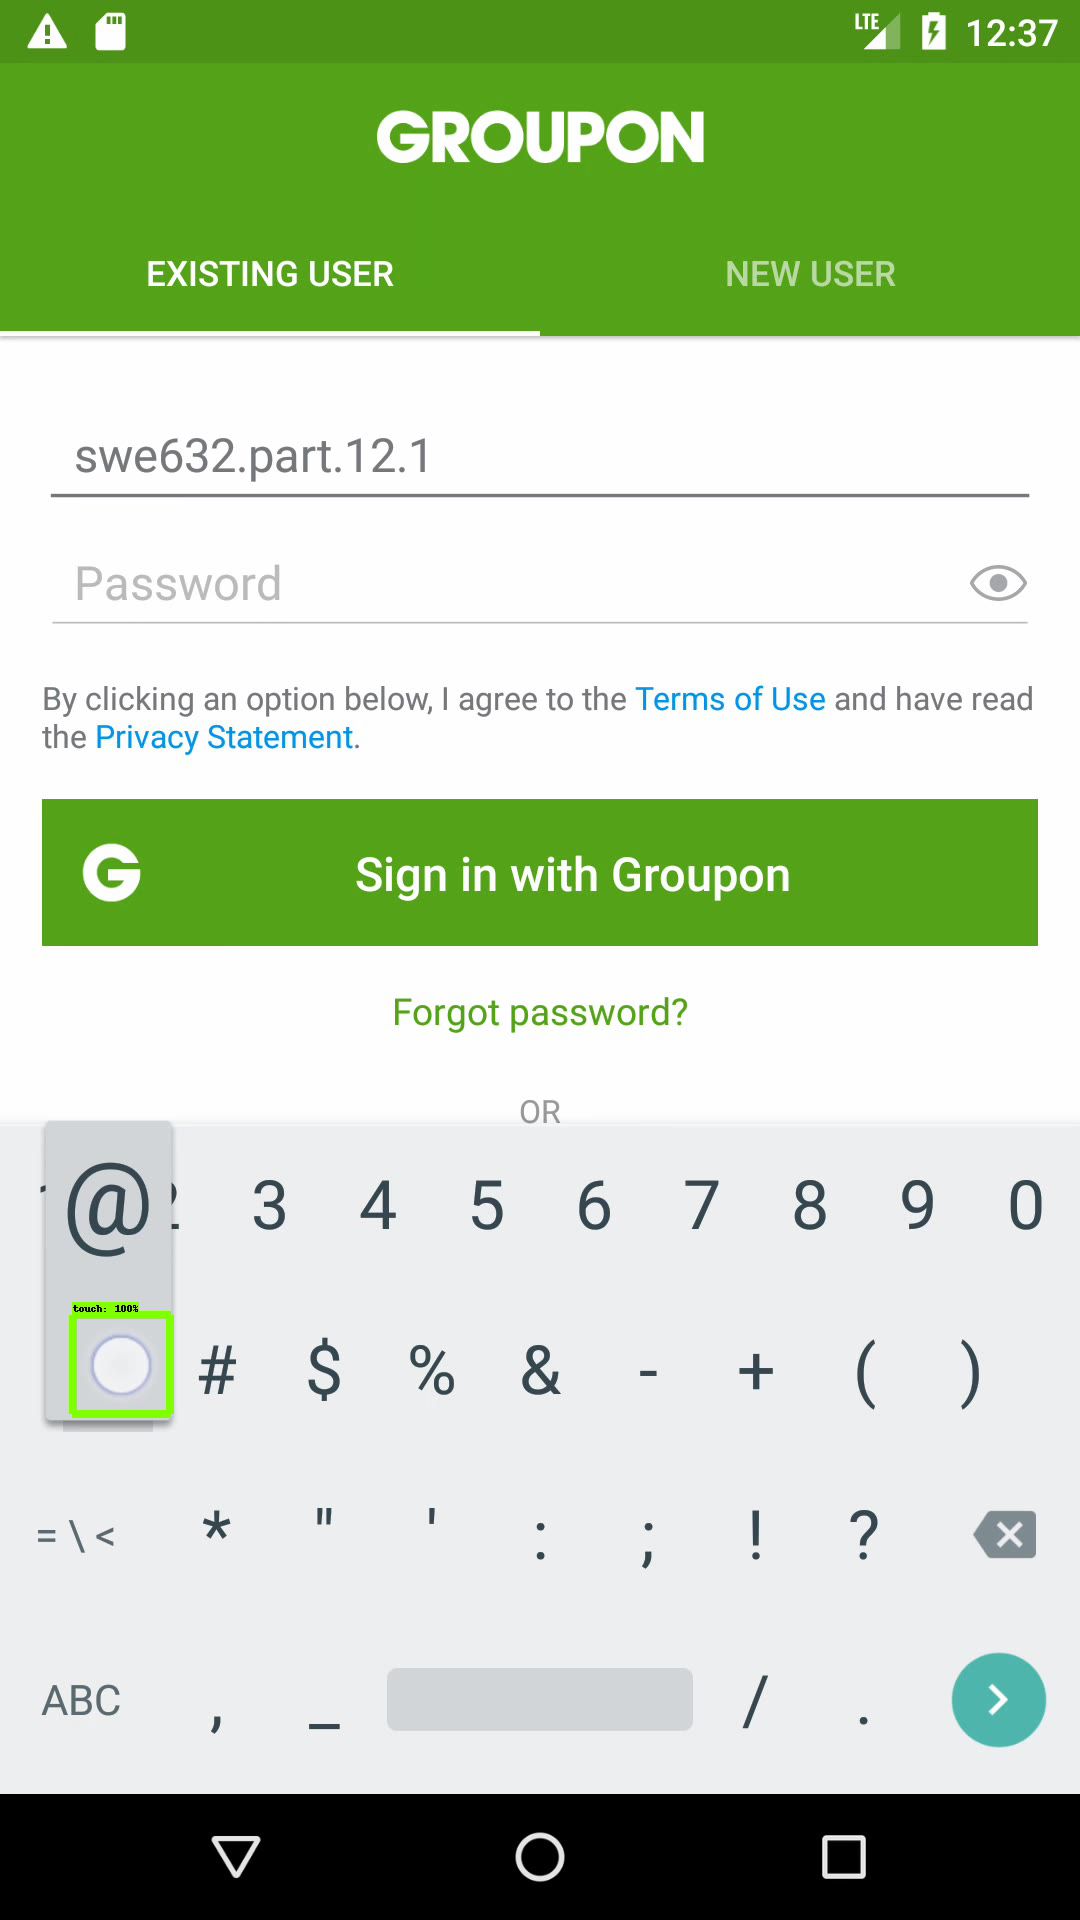 LTE 12:37
GROUPON
EXISTING USER NEW USER
swe632.part.12.1
Password
By clicking an option below, I agree to the Terms of Use and have read
the Privacy Statement.
G Sign in with Groupon
Forgot password?
OR
@ 2 3 4 5 6 7 8 9 0
touch: 100%
# $ % & - + ( )
= \ < * " ' : ; ! ?
ABC , _ / .